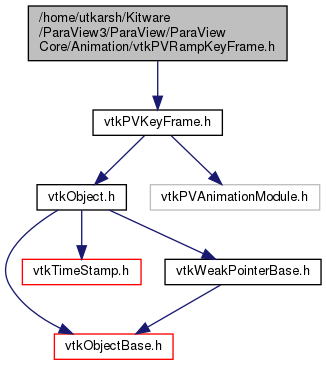 /home/utkarsh/Kitware
/ParaView3/ParaView/ParaView
Core/Animation/vtkPVRampKeyFrame.h
vtkPVKeyFrame.h
vtkObject.h
vtkPVAnimationModule.h
vtkTimeStamp.h
vtkWeakPointerBase.h
vtkObjectBase.h